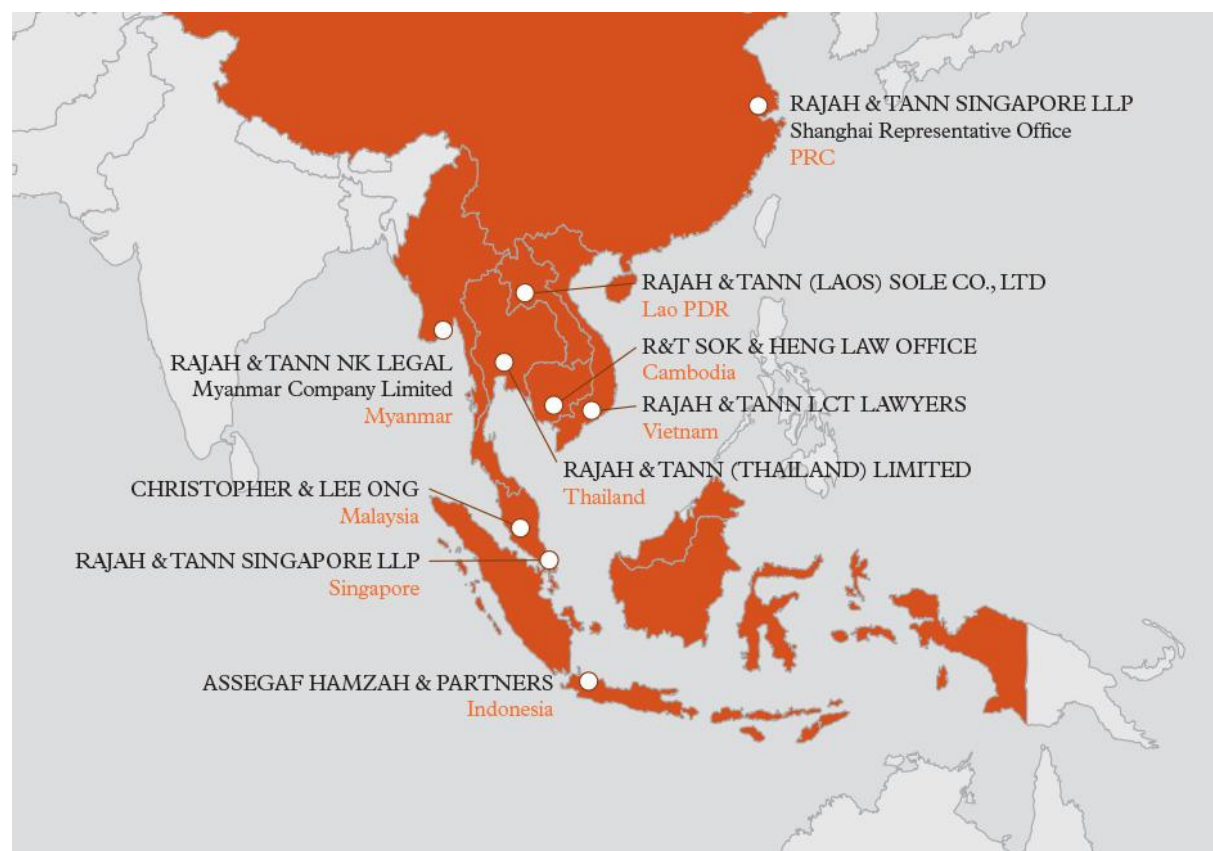 RAJAH & TANN SINGAPORE LLP
Shanghai Representative Office
PRC
RAJAH & TANN (LAOS) SOLE CO., LTD
Lao PDR
R&T SOK & HENG LAW OFFICE
Cambodia
RAJAH & TANN NK LEGAL
Myanmar Company Limited
Myanmar
RAJAH & TANN LCT LAWYERS
Vietnam
RAJAH & TANN (THAILAND) LIMITED
Thailand
CHRISTOPHER & LEE ONG
Malaysia
RAJAH & TANN SINGAPORE LLP
Singapore
ASSEGAF HAMZAH & PARTNERS
Indonesia